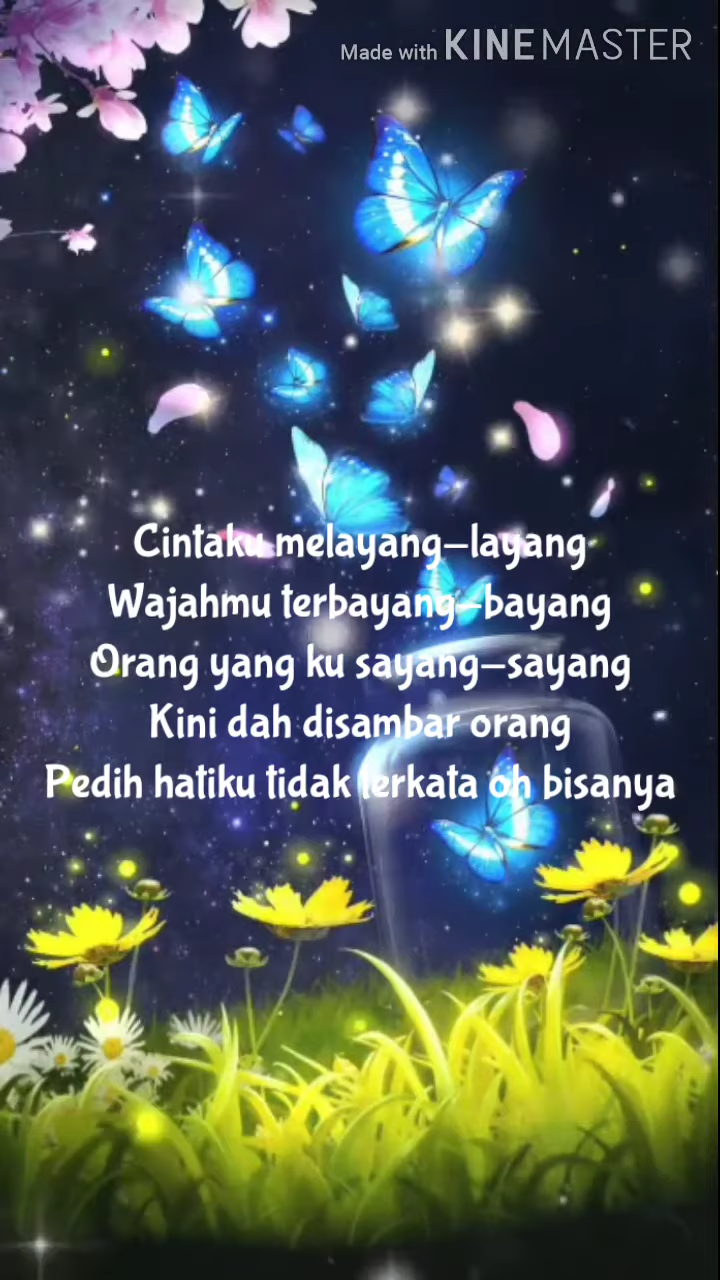 Made with KINEMASTER
Cintaku melayang–layang
Wajahmu terbayang–bayang
Orang yang ku sayang–sayang
Kini dah disambar orang
Pedih hatiku tidak terkata oh bisanya